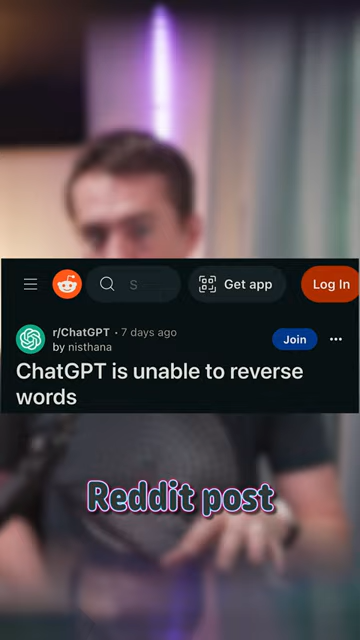 S
Get app
Log In
r/ChatGPT • 7 days ago
by nisthana
Join
ChatGPT is unable to reverse
words
Reddit post